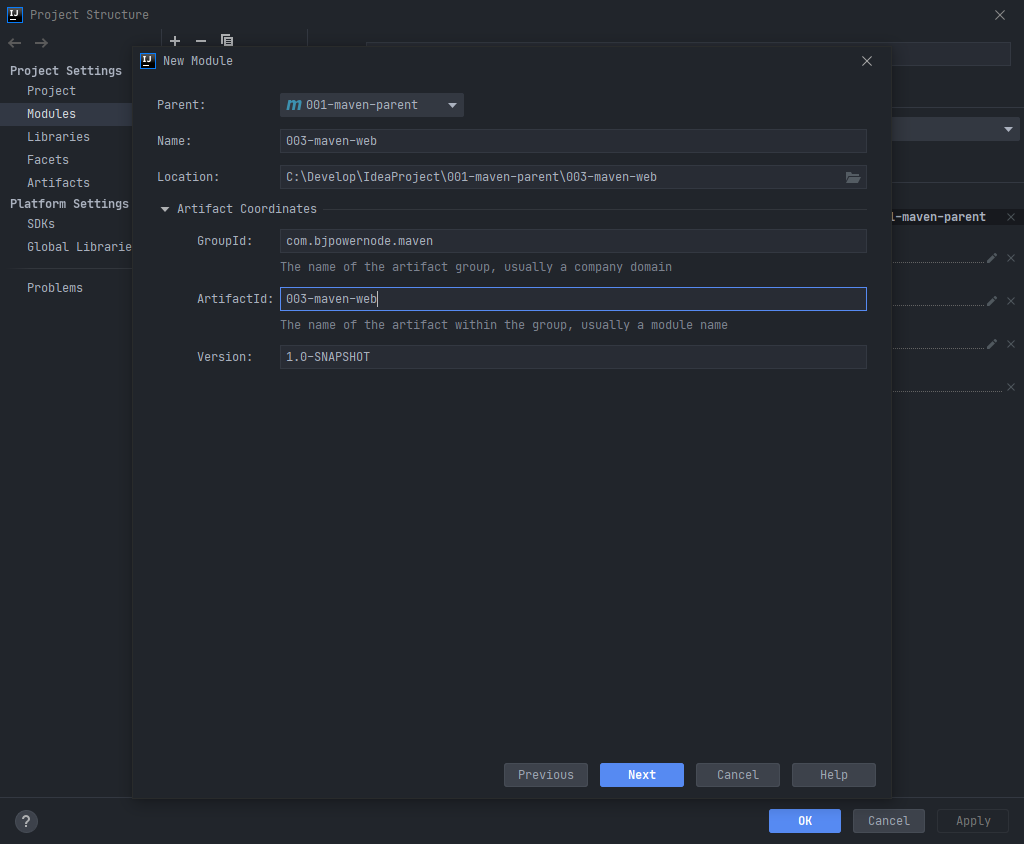 Project Structure
New Module
Project Settings
Project
Modules
Libraries
Facets
Artifacts
Platform Settings
SDKs
Global Librarie
Problems
Parent:
m 001-maven-parent
Name:
003-maven-web
Location:
C:\Develop\IdeaProject\001-maven-parent\003-maven-web
Artifact Coordinates
GroupId:
com.bjpowernode.maven
The name of the artifact group, usually a company domain
ArtifactId:
003-maven-web
The name of the artifact within the group, usually a module name
Version:
1.0-SNAPSHOT
-maven-parent
Previous
Next
Cancel
Help
?
OK
Cancel
Apply